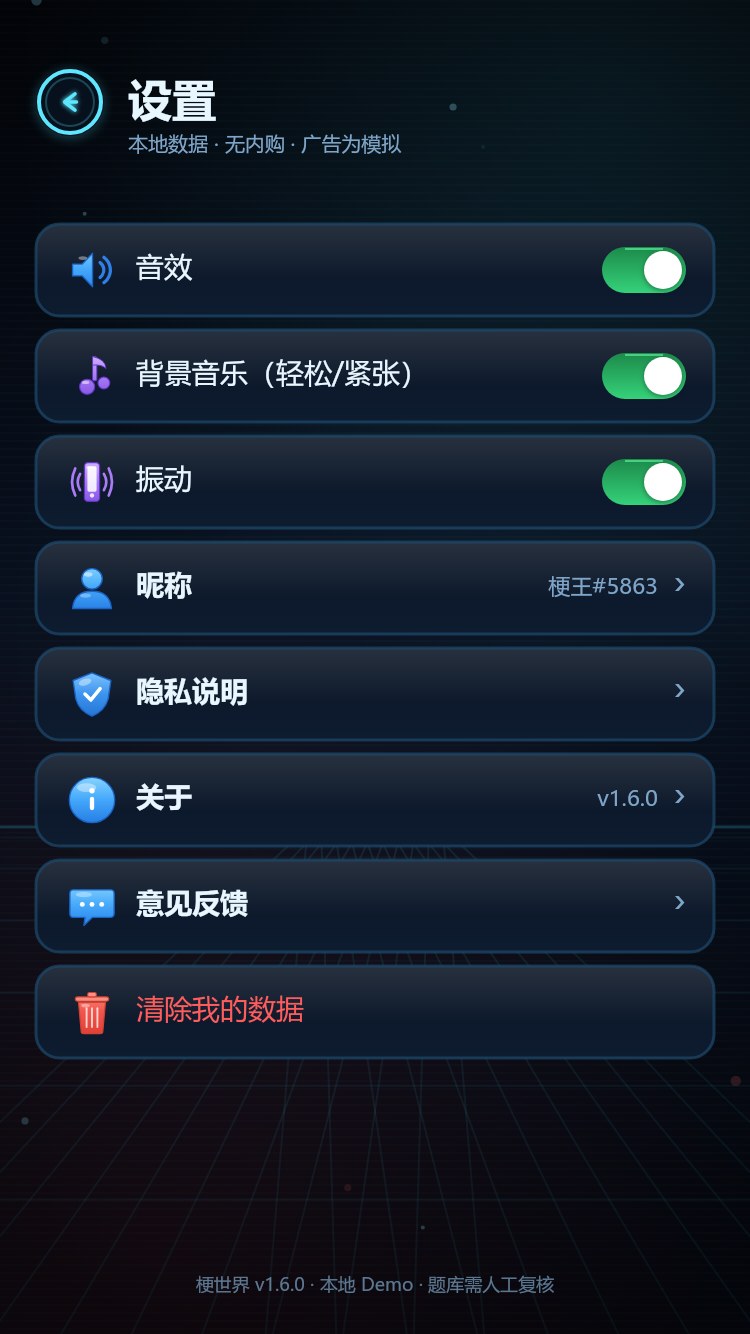 设置
本地数据 · 无内购 · 广告为模拟
音效
背景音乐（轻松/紧张）
振动
昵称 梗王#5863 ›
隐私说明 ›
关于 v1.6.0 ›
意见反馈 ›
清除我的数据
梗世界 v1.6.0 · 本地 Demo · 题库需人工复核